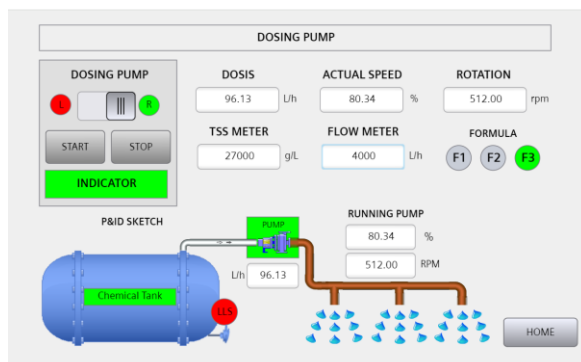 DOSING PUMP
DOSING PUMP
L
R
START
STOP
INDICATOR
DOSIS
96.13 L/h
ACTUAL SPEED
80.34 %
ROTATION
512.00 rpm
TSS METER
27000 g/L
FLOW METER
4000 L/h
FORMULA
F1 F2 F3
P&ID SKETCH
PUMP
L/h 96.13
RUNNING PUMP
80.34 %
512.00 RPM
Chemical Tank
LLS
HOME